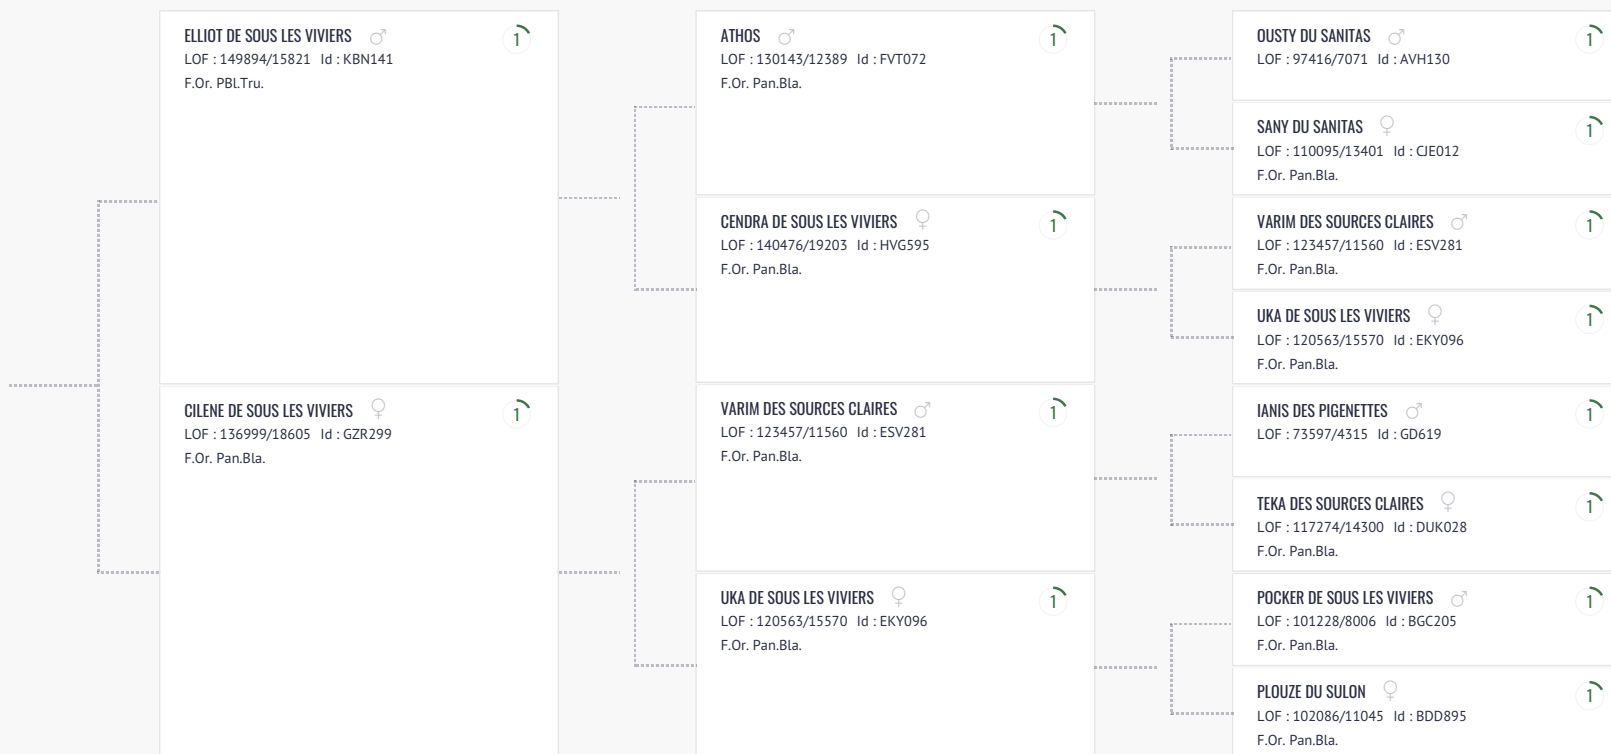 ELLIOT DE SOUS LES VIVIERS ♂ 1
LOF : 149894/15821 Id : KBN141
F.Or. PBl.Tru.
CILENE DE SOUS LES VIVIERS ♀ 1
LOF : 136999/18605 Id : GZR299
F.Or. Pan.Bla.
ATHOS ♂ 1
LOF : 130143/12389 Id : FVT072
F.Or. Pan.Bla.
CENDRA DE SOUS LES VIVIERS ♀ 1
LOF : 140476/19203 Id : HVG595
F.Or. Pan.Bla.
VARIM DES SOURCES CLAIRES ♂ 1
LOF : 123457/11560 Id : ESV281
F.Or. Pan.Bla.
UKA DE SOUS LES VIVIERS ♀ 1
LOF : 120563/15570 Id : EKY096
F.Or. Pan.Bla.
OUSTY DU SANITAS ♂ 1
LOF : 97416/7071 Id : AVH130
SANY DU SANITAS ♀ 1
LOF : 110095/13401 Id : CJE012
F.Or. Pan.Bla.
VARIM DES SOURCES CLAIRES ♂ 1
LOF : 123457/11560 Id : ESV281
F.Or. Pan.Bla.
UKA DE SOUS LES VIVIERS ♀ 1
LOF : 120563/15570 Id : EKY096
F.Or. Pan.Bla.
IANIS DES PIGENETTES ♂ 1
LOF : 73597/4315 Id : GD619
TEKA DES SOURCES CLAIRES ♀ 1
LOF : 117274/14300 Id : DUK028
F.Or. Pan.Bla.
POCKER DE SOUS LES VIVIERS ♂ 1
LOF : 101228/8006 Id : BGC205
F.Or. Pan.Bla.
PLOUZE DU SULON ♀ 1
LOF : 102086/11045 Id : BDD895
F.Or. Pan.Bla.